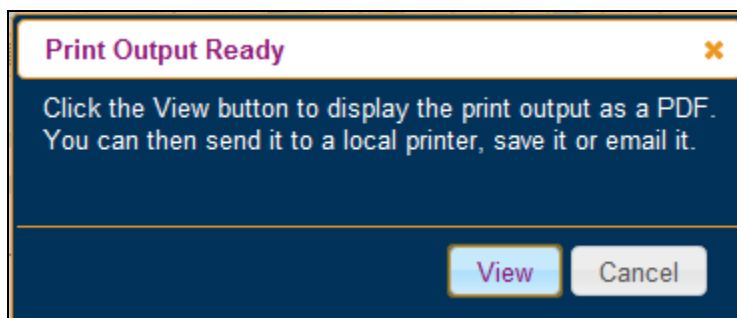 Print Output Ready
Click the View button to display the print output as a PDF.
You can then send it to a local printer, save it or email it.
View
Cancel